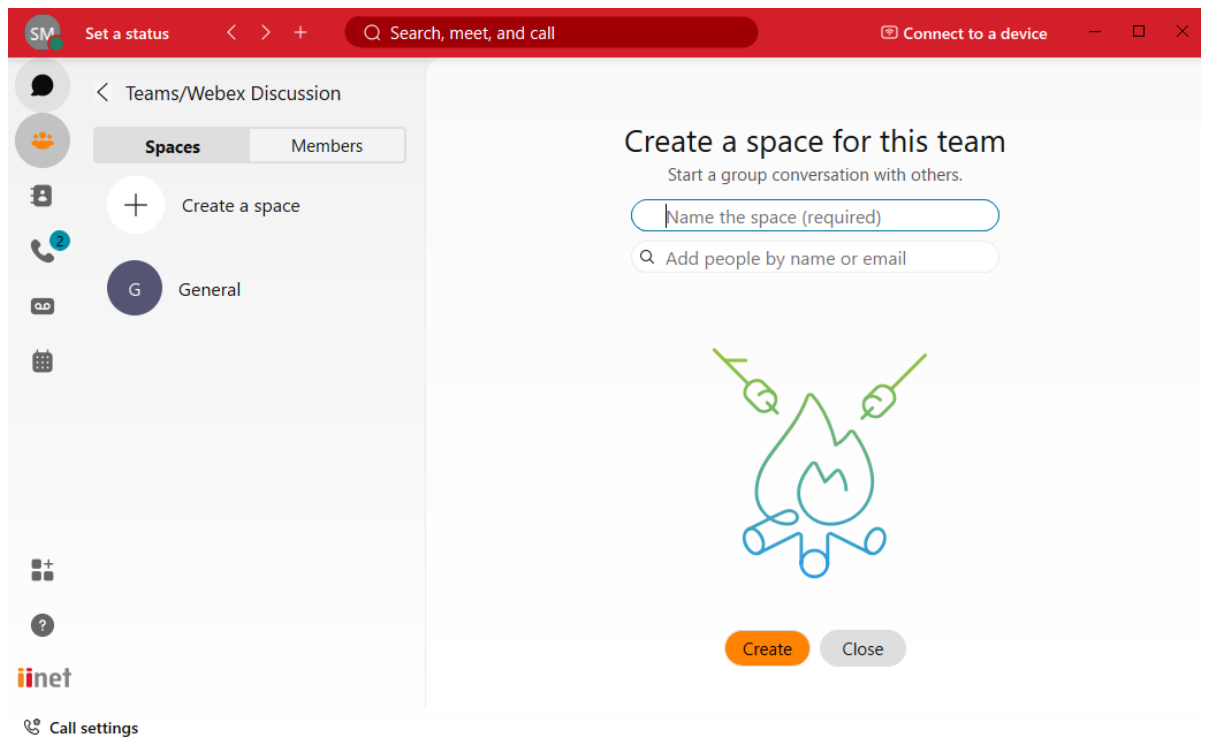 SM Set a status Search, meet, and call Connect to a device
Teams/Webex Discussion
Spaces Members
Create a space
G General
2
Create a space for this team
Start a group conversation with others.
Name the space (required)
Add people by name or email
Create Close
?
iinet
Call settings